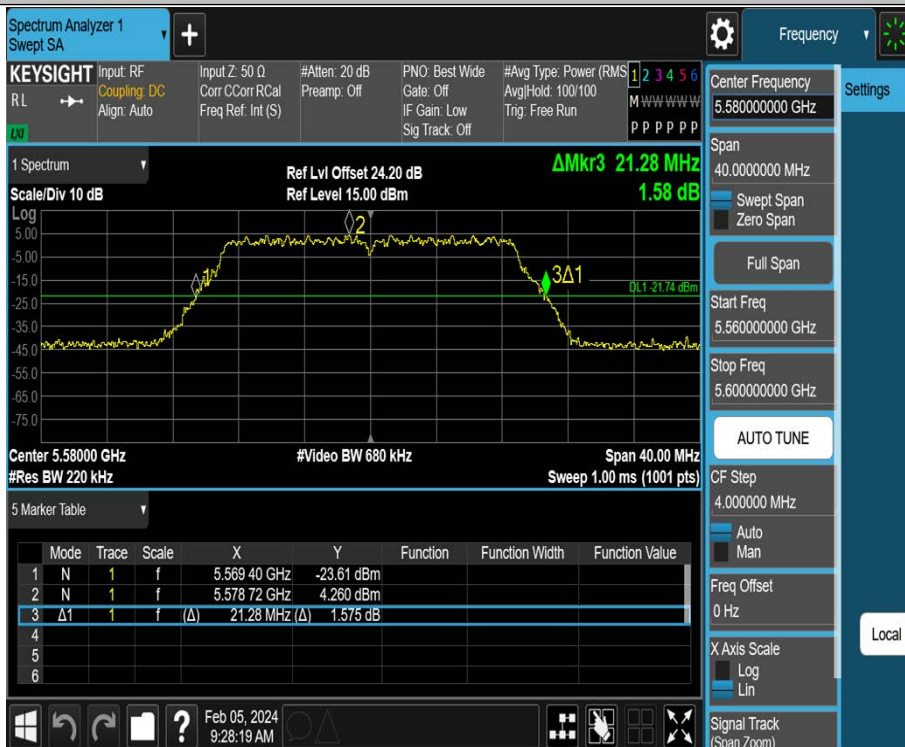 Spectrum Analyzer 1
Swept SA
+
Frequency
KEYSIGHT
RL
LXI
Input: RF
Coupling: DC
Align: Auto
Input Z: 50 Ω
Corr CCorr RCal
Freq Ref: Int (S)
#Atten: 20 dB
Preamp: Off
PNO: Best Wide
Gate: Off
IF Gain: Low
Sig Track: Off
#Avg Type: Power (RMS
Avg|Hold: 100/100
Trig: Free Run
1 2 3 4 5 6
M W W W W W
P P P P P P
1 Spectrum
Scale/Div 10 dB
Ref Lvl Offset 24.20 dB
Ref Level 15.00 dBm
ΔMkr3 21.28 MHz
1.58 dB
Log
5.00
-5.00
-15.0
-25.0
-35.0
-45.0
-55.0
-65.0
-75.0
2
1
3Δ1
DL1 -21.74 dBm
Center 5.58000 GHz
#Res BW 220 kHz
#Video BW 680 kHz
Span 40.00 MHz
Sweep 1.00 ms (1001 pts)
5 Marker Table
Mode Trace Scale X Y Function Function Width Function Value
1 N 1 f 5.569 40 GHz -23.61 dBm
2 N 1 f 5.578 72 GHz 4.260 dBm
3 Δ1 1 f (Δ) 21.28 MHz (Δ) 1.575 dB
4
5
6
?
Feb 05, 2024
9:28:19 AM
Center Frequency
5.580000000 GHz
Span
40.0000000 MHz
Swept Span
Zero Span
Full Span
Start Freq
5.560000000 GHz
Stop Freq
5.600000000 GHz
AUTO TUNE
CF Step
4.000000 MHz
Auto
Man
Freq Offset
0 Hz
X Axis Scale
Log
Lin
Signal Track
(Span Zoom)
Settings
Local